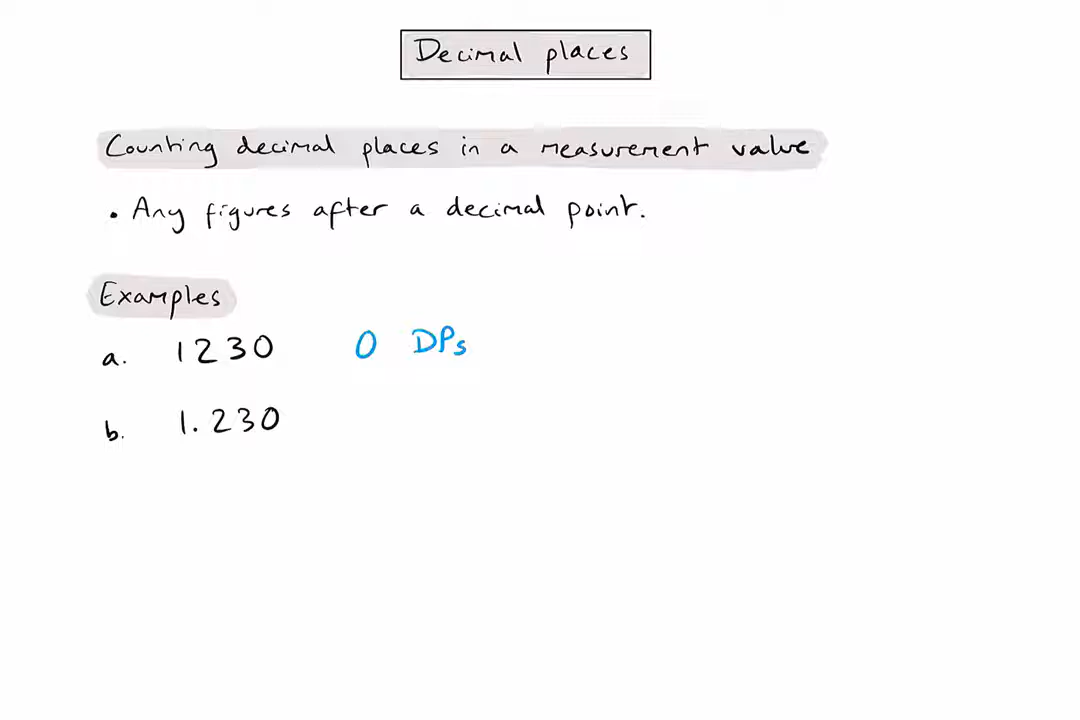 Decimal places
Counting decimal places in a measurement value
• Any figures after a decimal point.
Examples
a. 1230 0 DPs
b. 1.230